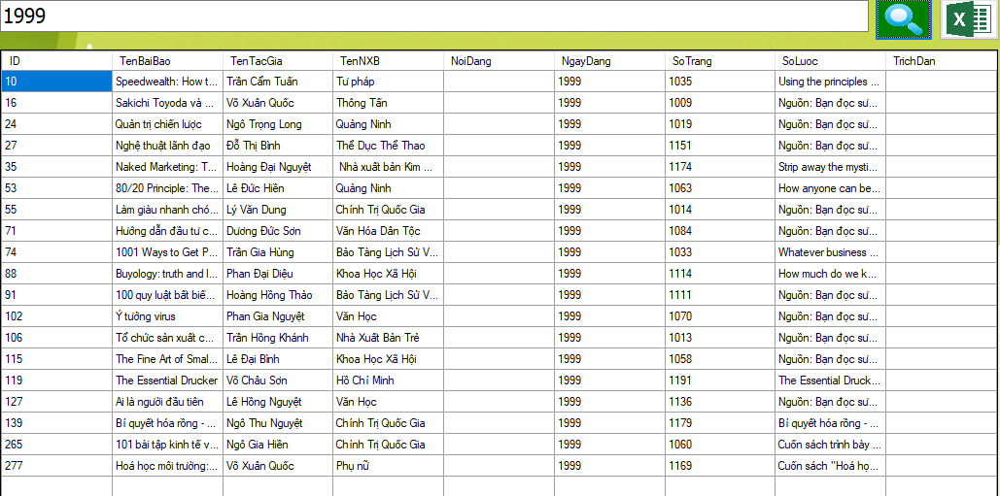 1999
ID TenBaiBao TenTacGia TenNXB NoiDang NgayDang SoTrang SoLuoc TrichDan
10 Speedwealth: How t... Trần Cẩm Tuấn Tư pháp 1999 1035 Using the principles ...
16 Sakichi Toyoda và ... Võ Xuân Quốc Thông Tấn 1999 1009 Nguồn: Bạn đọc sư...
24 Quản trị chiến lược Ngô Trọng Long Quảng Ninh 1999 1019 Nguồn: Bạn đọc sư...
27 Nghệ thuật lãnh đạo Đỗ Thị Bình Thể Dục Thể Thao 1999 1151 Nguồn: Bạn đọc sư...
35 Naked Marketing: T... Hoàng Đại Nguyệt Nhà xuất bản Kim ... 1999 1174 Strip away the mysti...
53 80/20 Principle: The... Lê Đức Hiền Quảng Ninh 1999 1063 How anyone can be...
55 Làm giàu nhanh chó... Lý Văn Dung Chính Trị Quốc Gia 1999 1014 Nguồn: Bạn đọc sư...
71 Hướng dẫn đầu tư c... Dương Đức Sơn Văn Hóa Dân Tộc 1999 1084 Nguồn: Bạn đọc sư...
74 1001 Ways to Get P... Trần Gia Hùng Bảo Tàng Lịch Sử V... 1999 1033 Whatever business ...
88 Buyology: truth and l... Phan Đại Diệu Khoa Học Xã Hội 1999 1114 How much do we k...
91 100 quy luật bất biế... Hoàng Hồng Thảo Bảo Tàng Lịch Sử V... 1999 1111 Nguồn: Bạn đọc sư...
102 Ý tưởng virus Phan Gia Nguyệt Văn Học 1999 1070 Nguồn: Bạn đọc sư...
106 Tổ chức sản xuất c... Trần Hồng Khánh Nhà Xuất Bản Trẻ 1999 1013 Nguồn: Bạn đọc sư...
115 The Fine Art of Smal... Lê Đại Bình Khoa Học Xã Hội 1999 1058 Nguồn: Bạn đọc sư...
119 The Essential Drucker Võ Châu Sơn Hồ Chí Minh 1999 1191 The Essential Druck...
127 Ai là người đầu tiên Lê Hồng Nguyệt Văn Học 1999 1136 Nguồn: Bạn đọc sư...
139 Bí quyết hóa rồng - ... Ngô Thu Nguyệt Chính Trị Quốc Gia 1999 1179 Bí quyết hóa rồng - ...
265 101 bài tập kinh tế v... Ngô Gia Hiền Chính Trị Quốc Gia 1999 1060 Cuốn sách trình bày ...
277 Hoá học môi trường:... Võ Xuân Quốc Phụ nữ 1999 1169 Cuốn sách "Hoá họ...